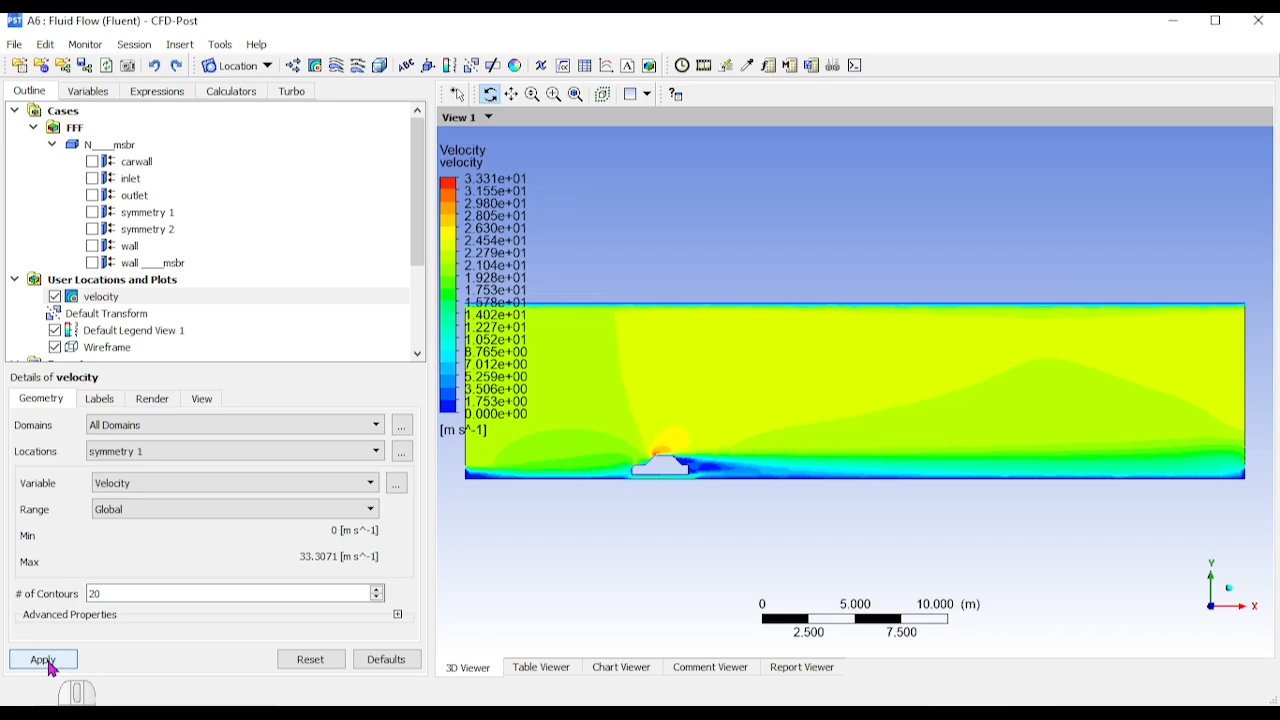 PST A6 : Fluid Flow (Fluent) - CFD-Post
File Edit Monitor Session Insert Tools Help
Location
Outline Variables Expressions Calculators Turbo
Cases
FFF
N____msbr
carwall
inlet
outlet
symmetry 1
symmetry 2
wall
wall ____msbr
User Locations and Plots
velocity
Default Transform
Default Legend View 1
Wireframe
Details of velocity
Geometry Labels Render View
Domains All Domains ...
Locations symmetry 1 ...
Variable Velocity ...
Range Global
Min 0 [m s^-1]
Max 33.3071 [m s^-1]
# of Contours 20
Advanced Properties
Apply Reset Defaults
View 1
Velocity
velocity
3.331e+01
3.155e+01
2.980e+01
2.805e+01
2.630e+01
2.454e+01
2.279e+01
2.104e+01
1.928e+01
1.753e+01
1.578e+01
1.402e+01
1.227e+01
1.052e+01
8.765e+00
7.012e+00
5.259e+00
3.506e+00
1.753e+00
0.000e+00
[m s^-1]
0 5.000 10.000 (m)
2.500 7.500
Y
X
3D Viewer Table Viewer Chart Viewer Comment Viewer Report Viewer